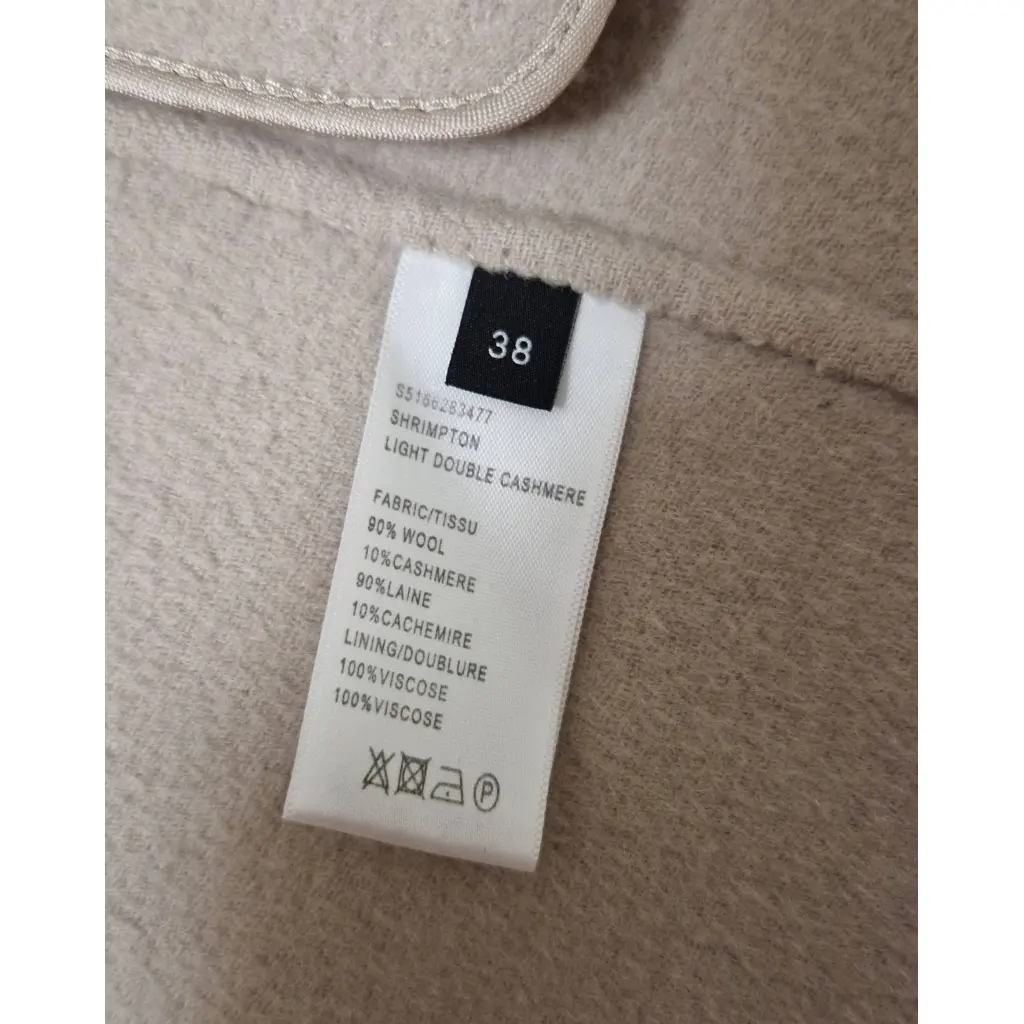 38
S5186283477
SHRIMPTON
LIGHT DOUBLE CASHMERE
FABRIC/TISSU
90% WOOL
10%CASHMERE
90%LAINE
10%CACHEMIRE
LINING/DOUBLURE
100%VISCOSE
100%VISCOSE
P